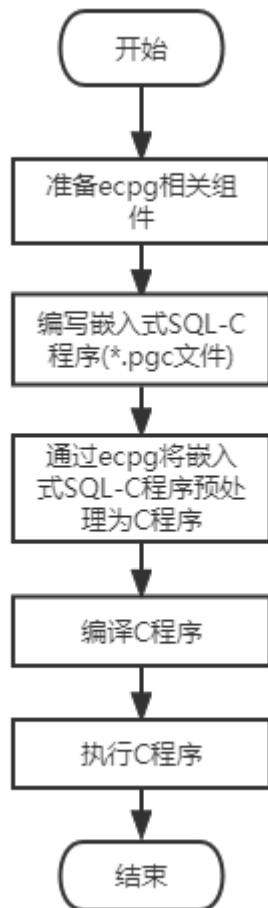 开始
准备ecpg相关组
件
编写嵌入式SQL-C
程序(*.pgc文件)
通过ecpg将嵌入
式SQL-C程序预处
理为C程序
编译C程序
执行C程序
结束